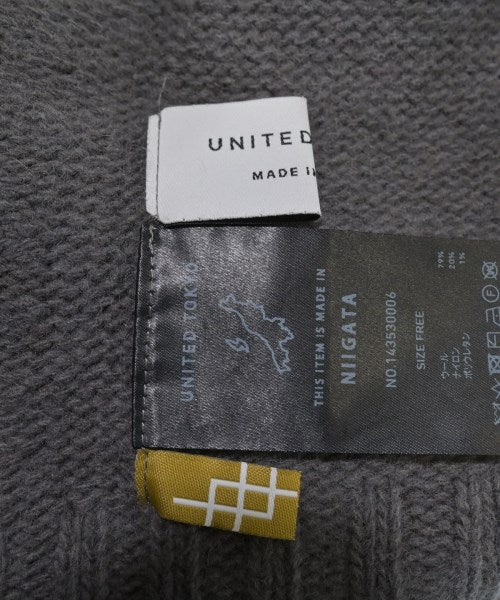 UNITED
MADE
UNITED TOKYO
THIS ITEM IS MADE IN
NIIGATA
NO.143530006
SIZE FREE
ウール 79%
ナイロン 20%
ポリウレタン 1%